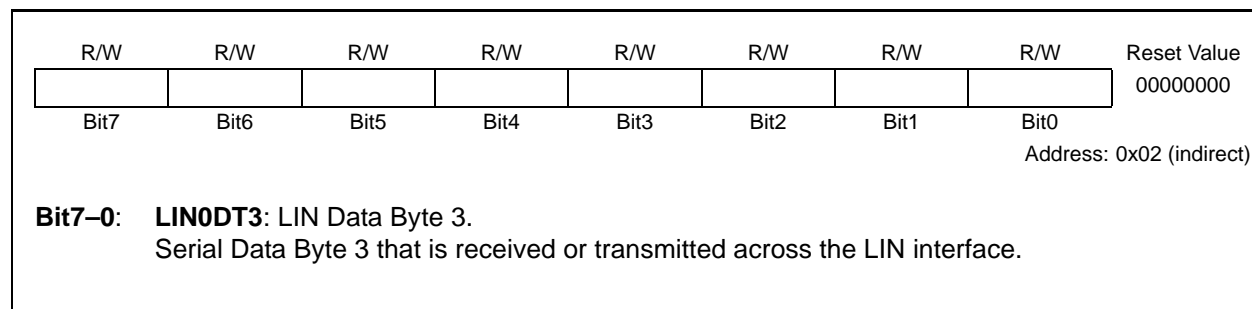 R/W R/W R/W R/W R/W R/W R/W R/W Reset Value
00000000
Bit7 Bit6 Bit5 Bit4 Bit3 Bit2 Bit1 Bit0
Address: 0x02 (indirect)
Bit7–0: LIN0DT3: LIN Data Byte 3.
Serial Data Byte 3 that is received or transmitted across the LIN interface.